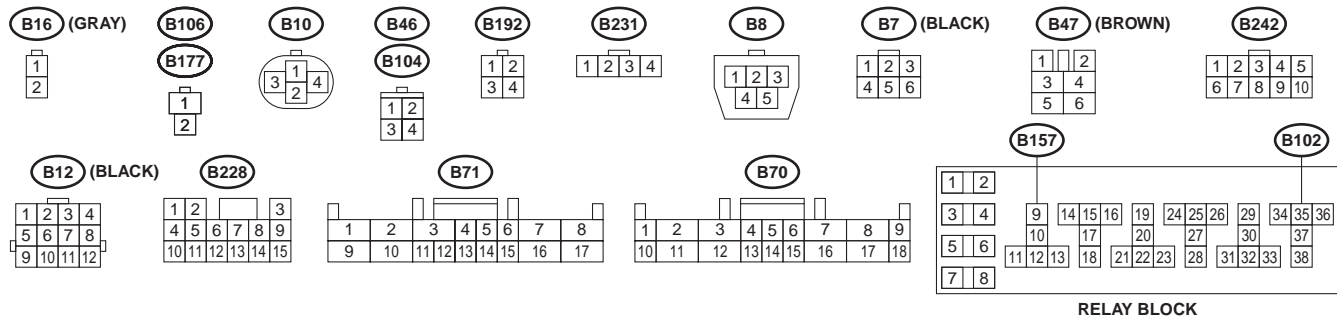 B16 (GRAY) B106 B10 B46 B192 B231 B8 B7 (BLACK) B47 (BROWN) B242
B177 B104
1
2
1
2
1
3 4
2
1 2
3 4
1 2
3 4
1 2 3 4
1 2 3
4 5
1 2 3
4 5 6
1 2
3 4
5 6
1 2 3 4 5
6 7 8 9 10
B12 (BLACK) B228 B71 B70 B157 B102
1 2 3 4
5 6 7 8
9 10 11 12
1 2 3
4 5 6 7 8 9
10 11 12 13 14 15
1 2 3 4 5 6 7 8
9 10 11 12 13 14 15 16 17
1 2 3 4 5 6 7 8 9
10 11 12 13 14 15 16 17 18
1 2
3 4
5 6
7 8
9 14 15 16 19 24 25 26 29 34 35 36
10 17 20 27 30 37
11 12 13 18 21 22 23 28 31 32 33 38
RELAY BLOCK